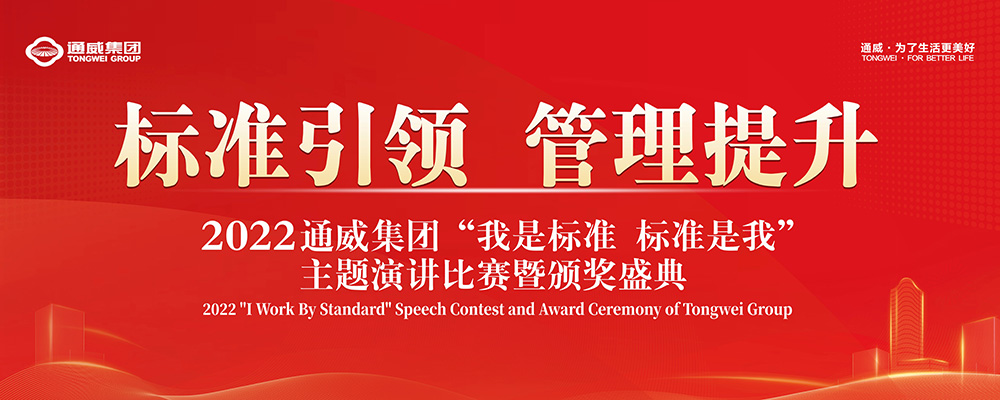 通威集团
TONGWEI GROUP
通威·为了生活更美好
TONGWEI·FOR BETTER LIFE
标准引领 管理提升
2022通威集团“我是标准 标准是我”
主题演讲比赛暨颁奖盛典
2022 "I Work By Standard" Speech Contest and Award Ceremony of Tongwei Group